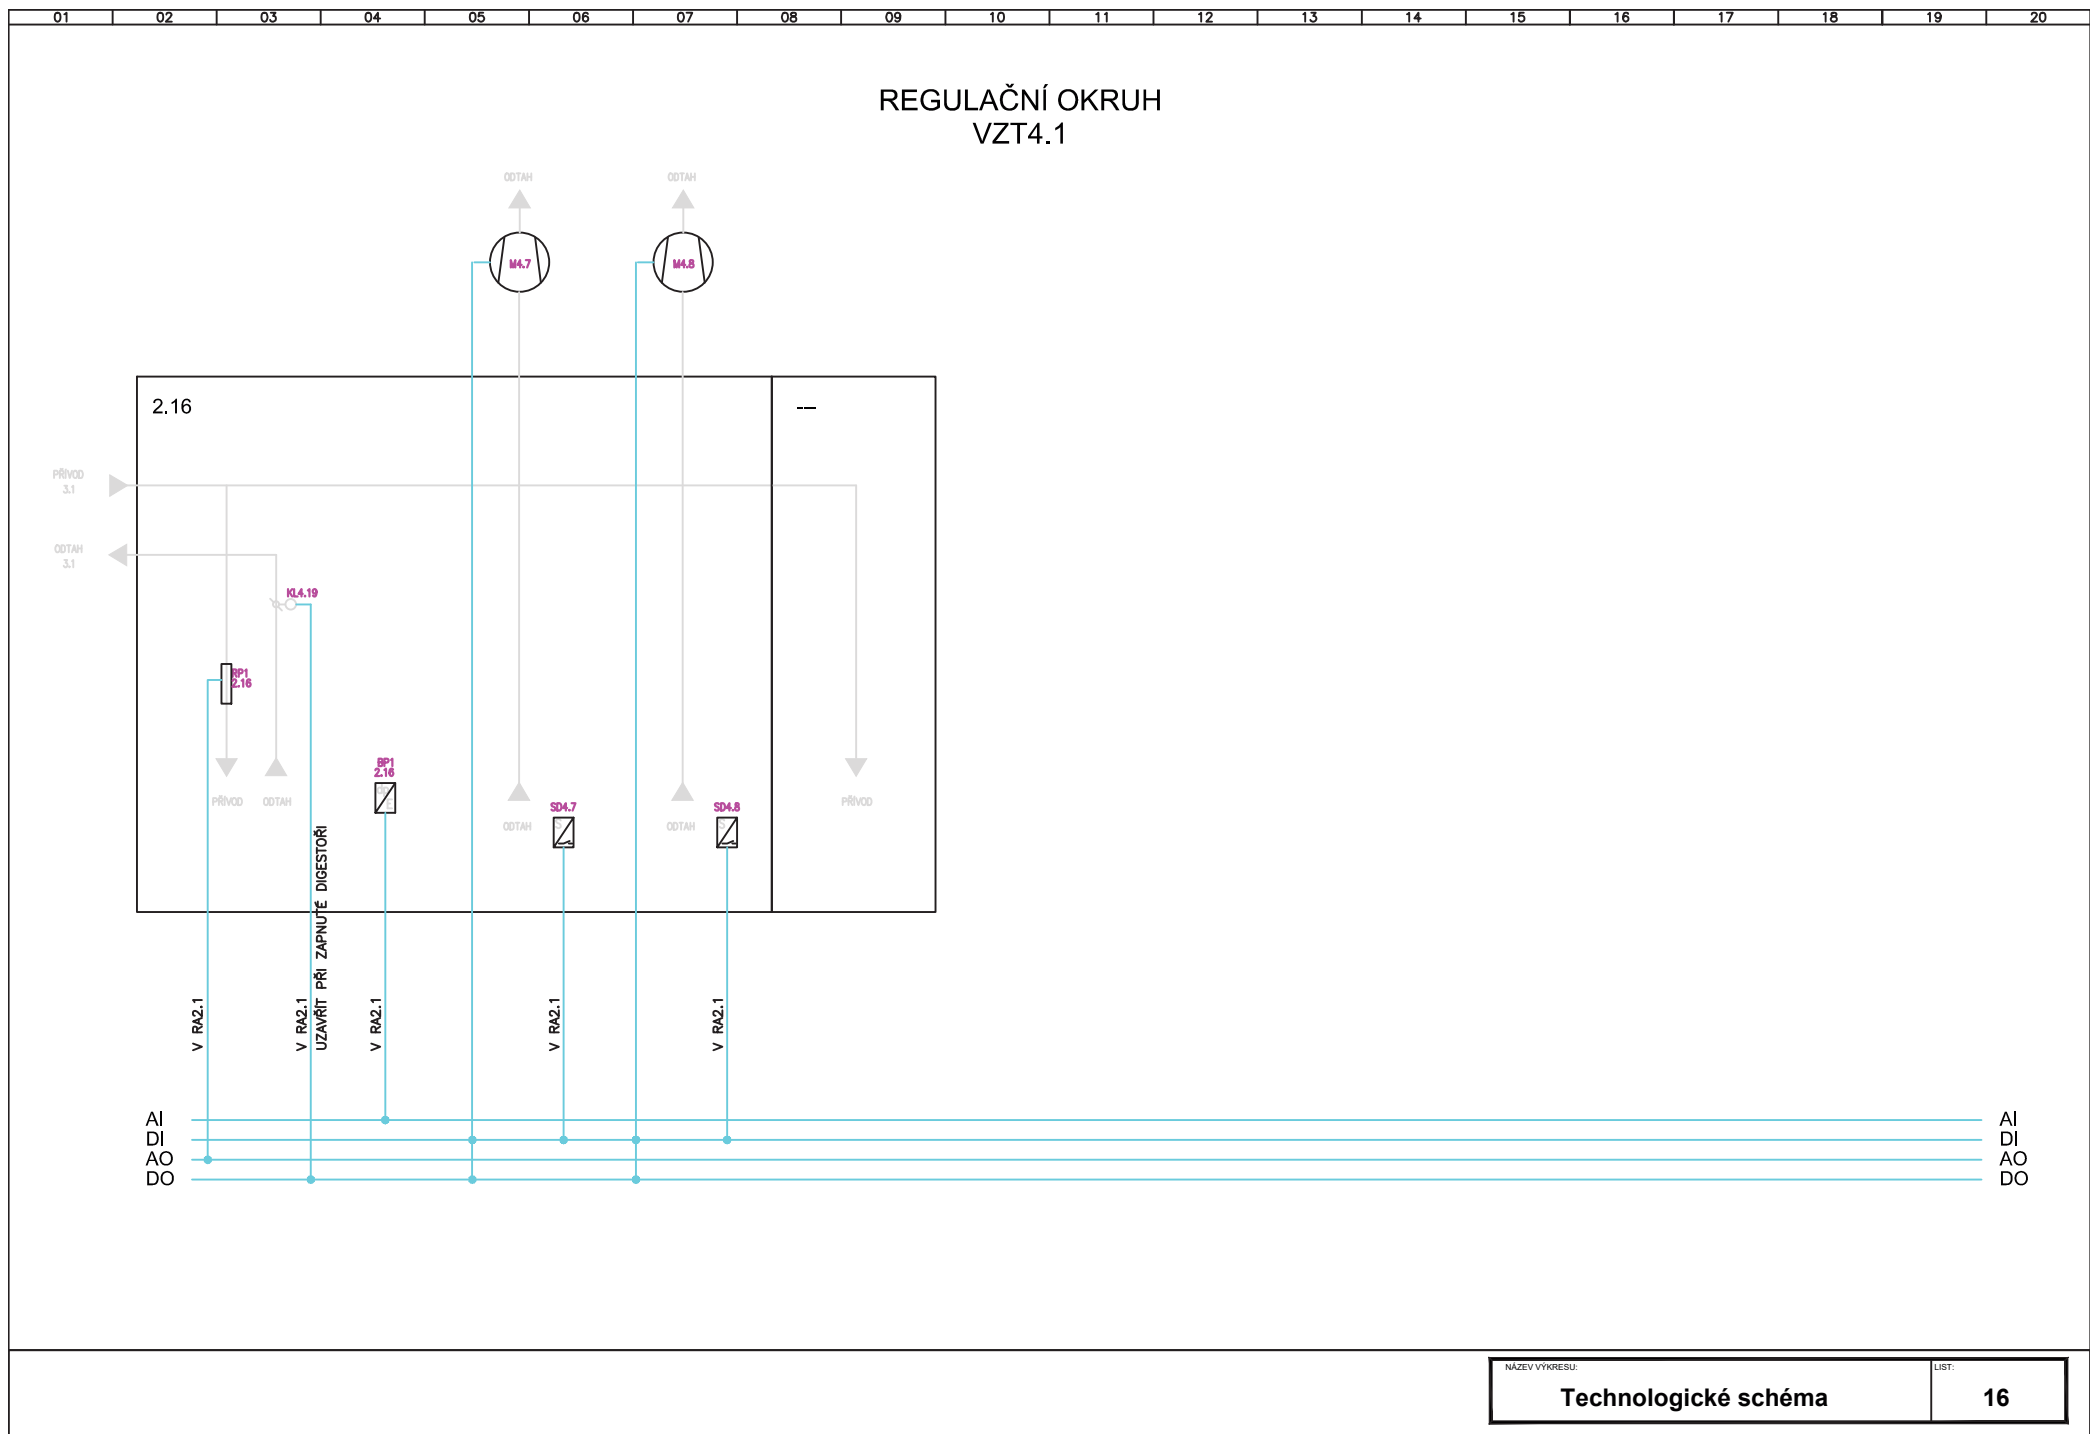 01 02 03 04 05 06 07 08 09 10 11 12 13 14 15 16 17 18 19 20
REGULAČNÍ OKRUH
VZT4.1
ODTAH ODTAH
M4.7 M4.8
2.16 ---
PŘÍVOD
3.1
ODTAH
3.1
KL4.19
RP1
2.16
BP1
2.16
PŘÍVOD ODTAH PŘÍVOD
SD4.7 SD4.8
ODTAH ODTAH
V RA2.1
V RA2.1
UZAVŘÍT PŘI ZAPNUTÉ DIGESTOŘI
V RA2.1
V RA2.1
V RA2.1
AI AI
DI DI
AO AO
DO DO
NÁZEV VÝKRESU: LIST:
Technologické schéma 16